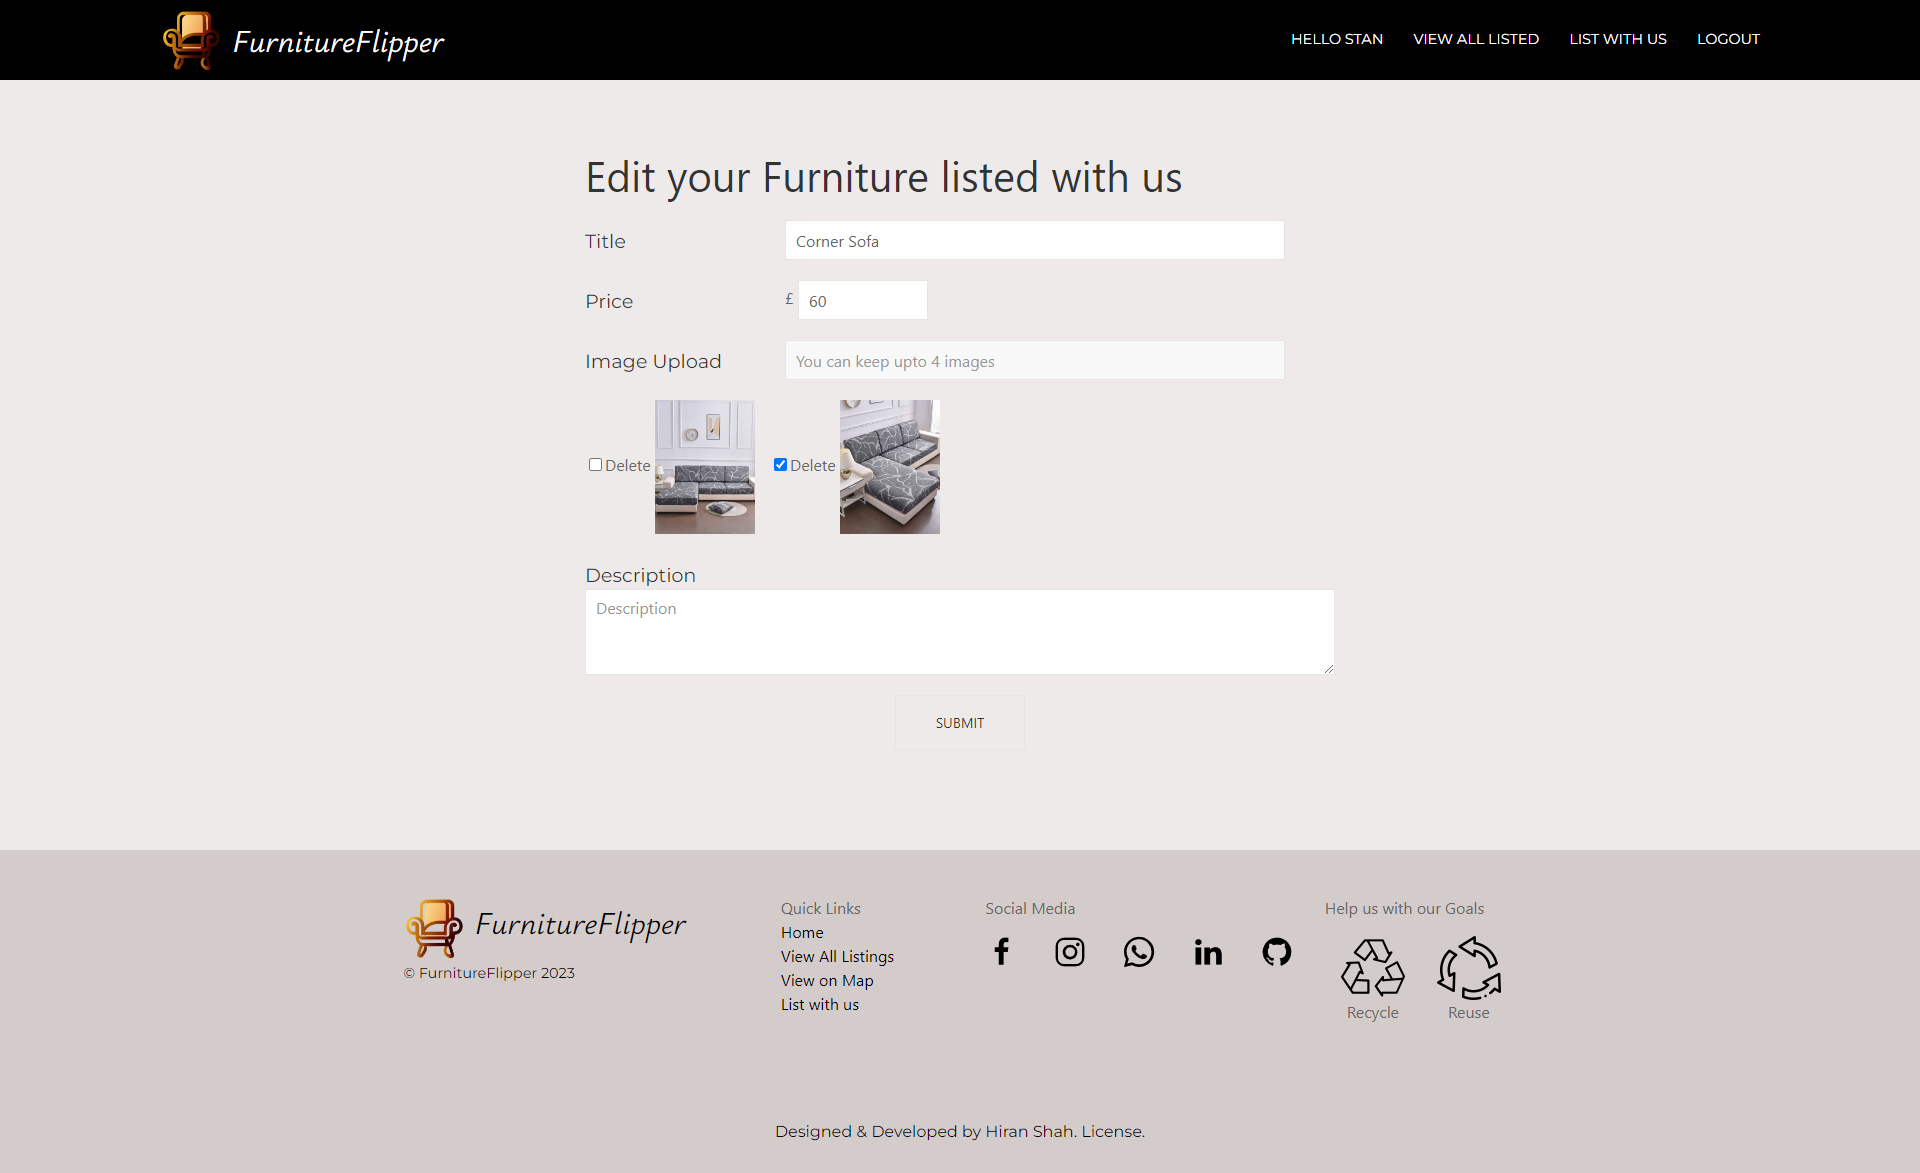 FurnitureFlipper
HELLO STAN
VIEW ALL LISTED
LIST WITH US
LOGOUT
Edit your Furniture listed with us
Title
Corner Sofa
Price
£ 60
Image Upload
You can keep upto 4 images
Delete
Delete
Description
Description
SUBMIT
FurnitureFlipper
© FurnitureFlipper 2023
Quick Links
Home
View All Listings
View on Map
List with us
Social Media
Help us with our Goals
Recycle
Reuse
Designed & Developed by Hiran Shah. License.